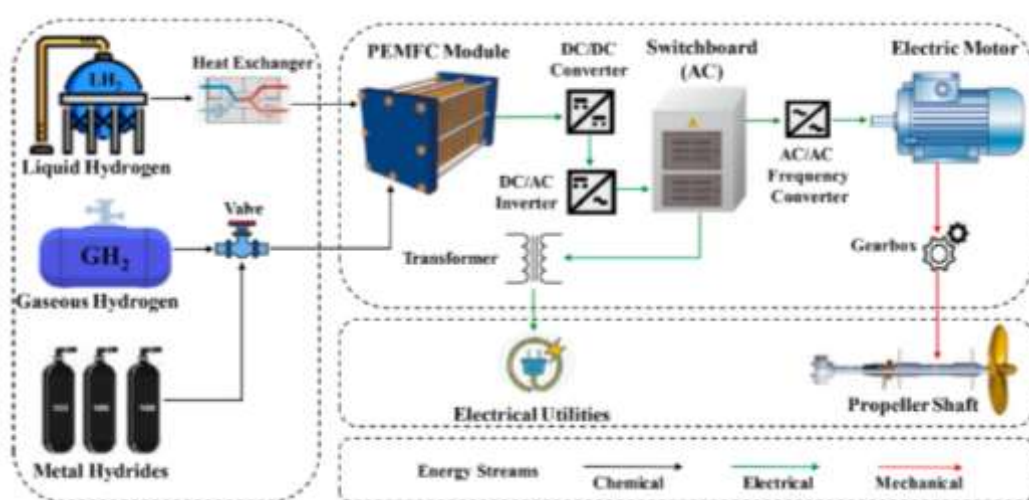 LH2
Heat Exchanger
Liquid Hydrogen
Valve
GH2
Gaseous Hydrogen
Metal Hydrides
PEMFC Module
DC/DC
Converter
Switchboard
(AC)
Electric Motor
DC/AC
Inverter
AC/AC
Frequency
Converter
Transformer
Gearbox
Electrical Utilities
Propeller Shaft
Energy Streams
Chemical
Electrical
Mechanical